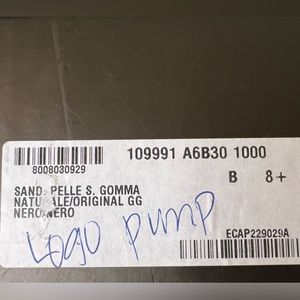 109991 A6B30 1000
8008030929
B 8+
SAND. PELLE S. GOMMA
NATURALE/ORIGINAL GG
NERO/NERO
Logo pump
ECAP229029A